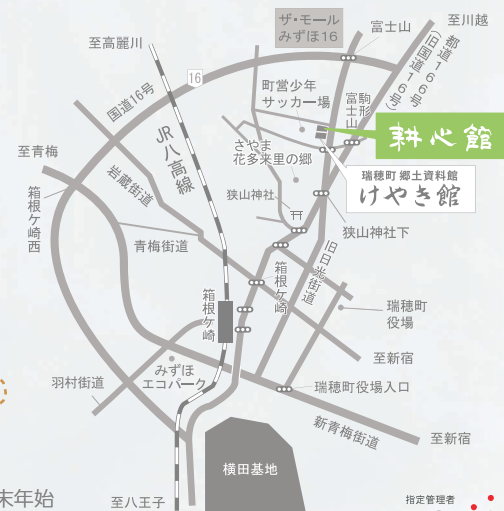 ザ・モール
みずほ16
富士山
至川越
至高麗川
16
国道16号
都道166号
(旧国道16号)
町営少年
サッカー場
駒形
富士山
耕心館
JR八高線
さやま
花多来里の郷
瑞穂町 郷土資料館
けやき館
至青梅
岩蔵街道
狭山神社
箱根ケ崎西
青梅街道
狭山神社下
旧日光街道
箱根ケ崎
箱根ケ崎
瑞穂町
役場
みずほ
エコパーク
至新宿
羽村街道
瑞穂町役場入口
新青梅街道
至新宿
横田基地
末年始
至八王子
指定管理者